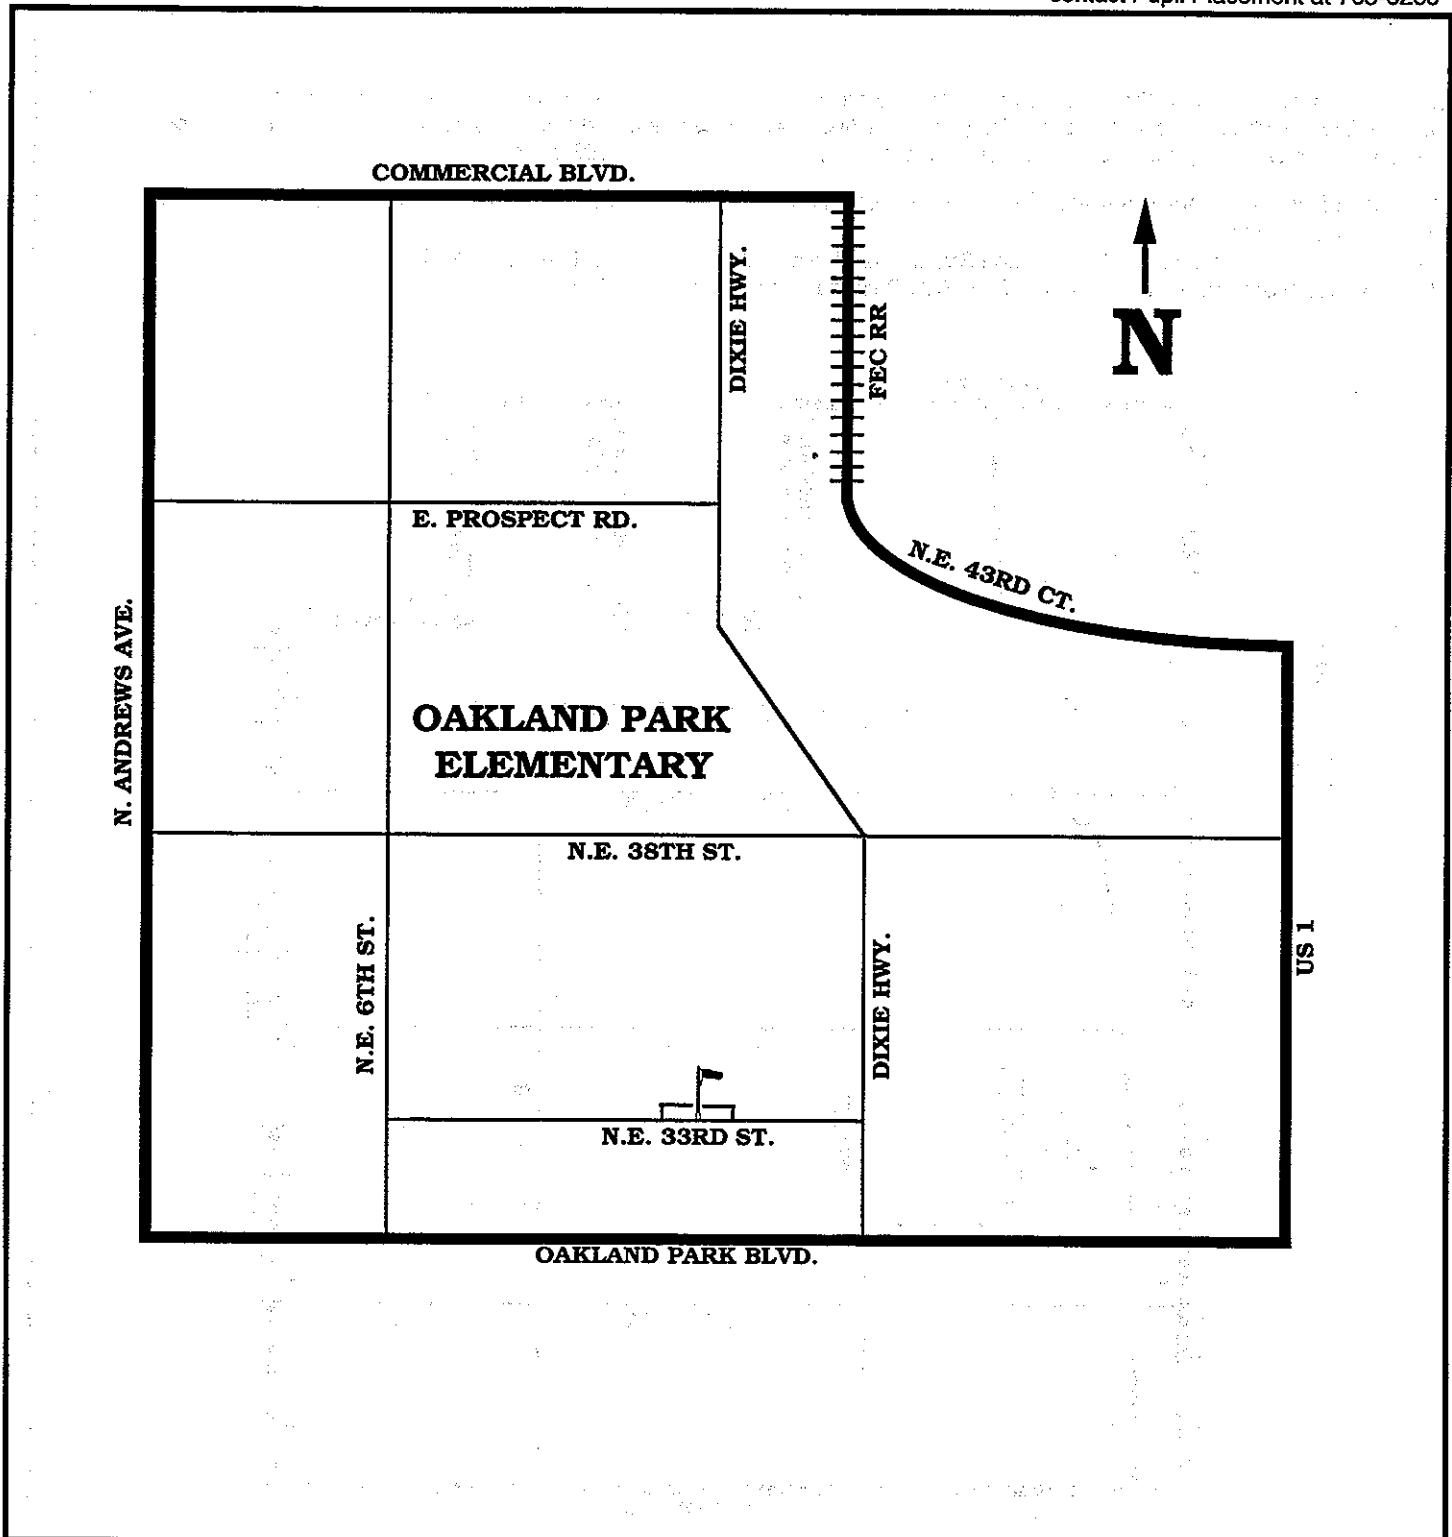 COMMERCIAL BLVD.
DIXIE HWY.
FEC RR
N
E. PROSPECT RD.
N.E. 43RD CT.
N. ANDREWS AVE.
OAKLAND PARK
ELEMENTARY
N.E. 38TH ST.
N.E. 6TH ST.
DIXIE HWY.
US 1
N.E. 33RD ST.
OAKLAND PARK BLVD.